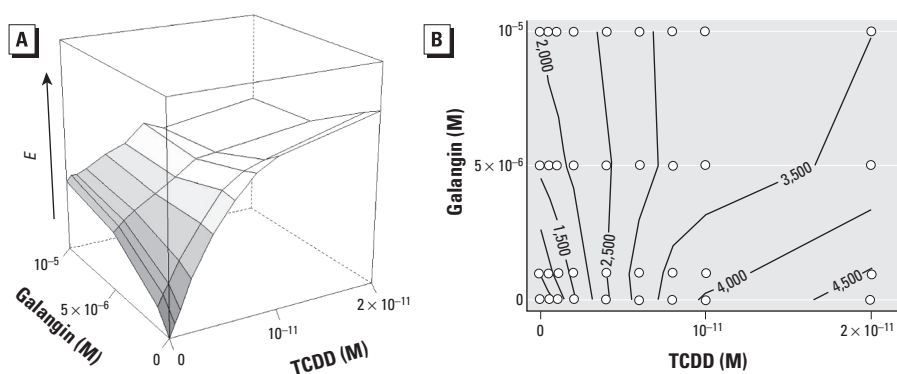 A
E
10⁻⁵
5 × 10⁻⁶
0
Galangin (M)
0
10⁻¹¹
2 × 10⁻¹¹
TCDD (M)
B
Galangin (M)
10⁻⁵
5 × 10⁻⁶
0
2,000
1,500
2,500
3,500
4,000
4,500
0
10⁻¹¹
2 × 10⁻¹¹
TCDD (M)